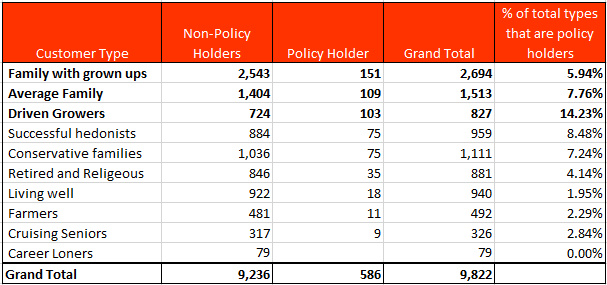 Customer Type Non-Policy Holders Policy Holder Grand Total % of total types that are policy holders
Family with grown ups 2,543 151 2,694 5.94%
Average Family 1,404 109 1,513 7.76%
Driven Growers 724 103 827 14.23%
Successful hedonists 884 75 959 8.48%
Conservative families 1,036 75 1,111 7.24%
Retired and Religeous 846 35 881 4.14%
Living well 922 18 940 1.95%
Farmers 481 11 492 2.29%
Cruising Seniors 317 9 326 2.84%
Career Loners 79 79 0.00%
Grand Total 9,236 586 9,822